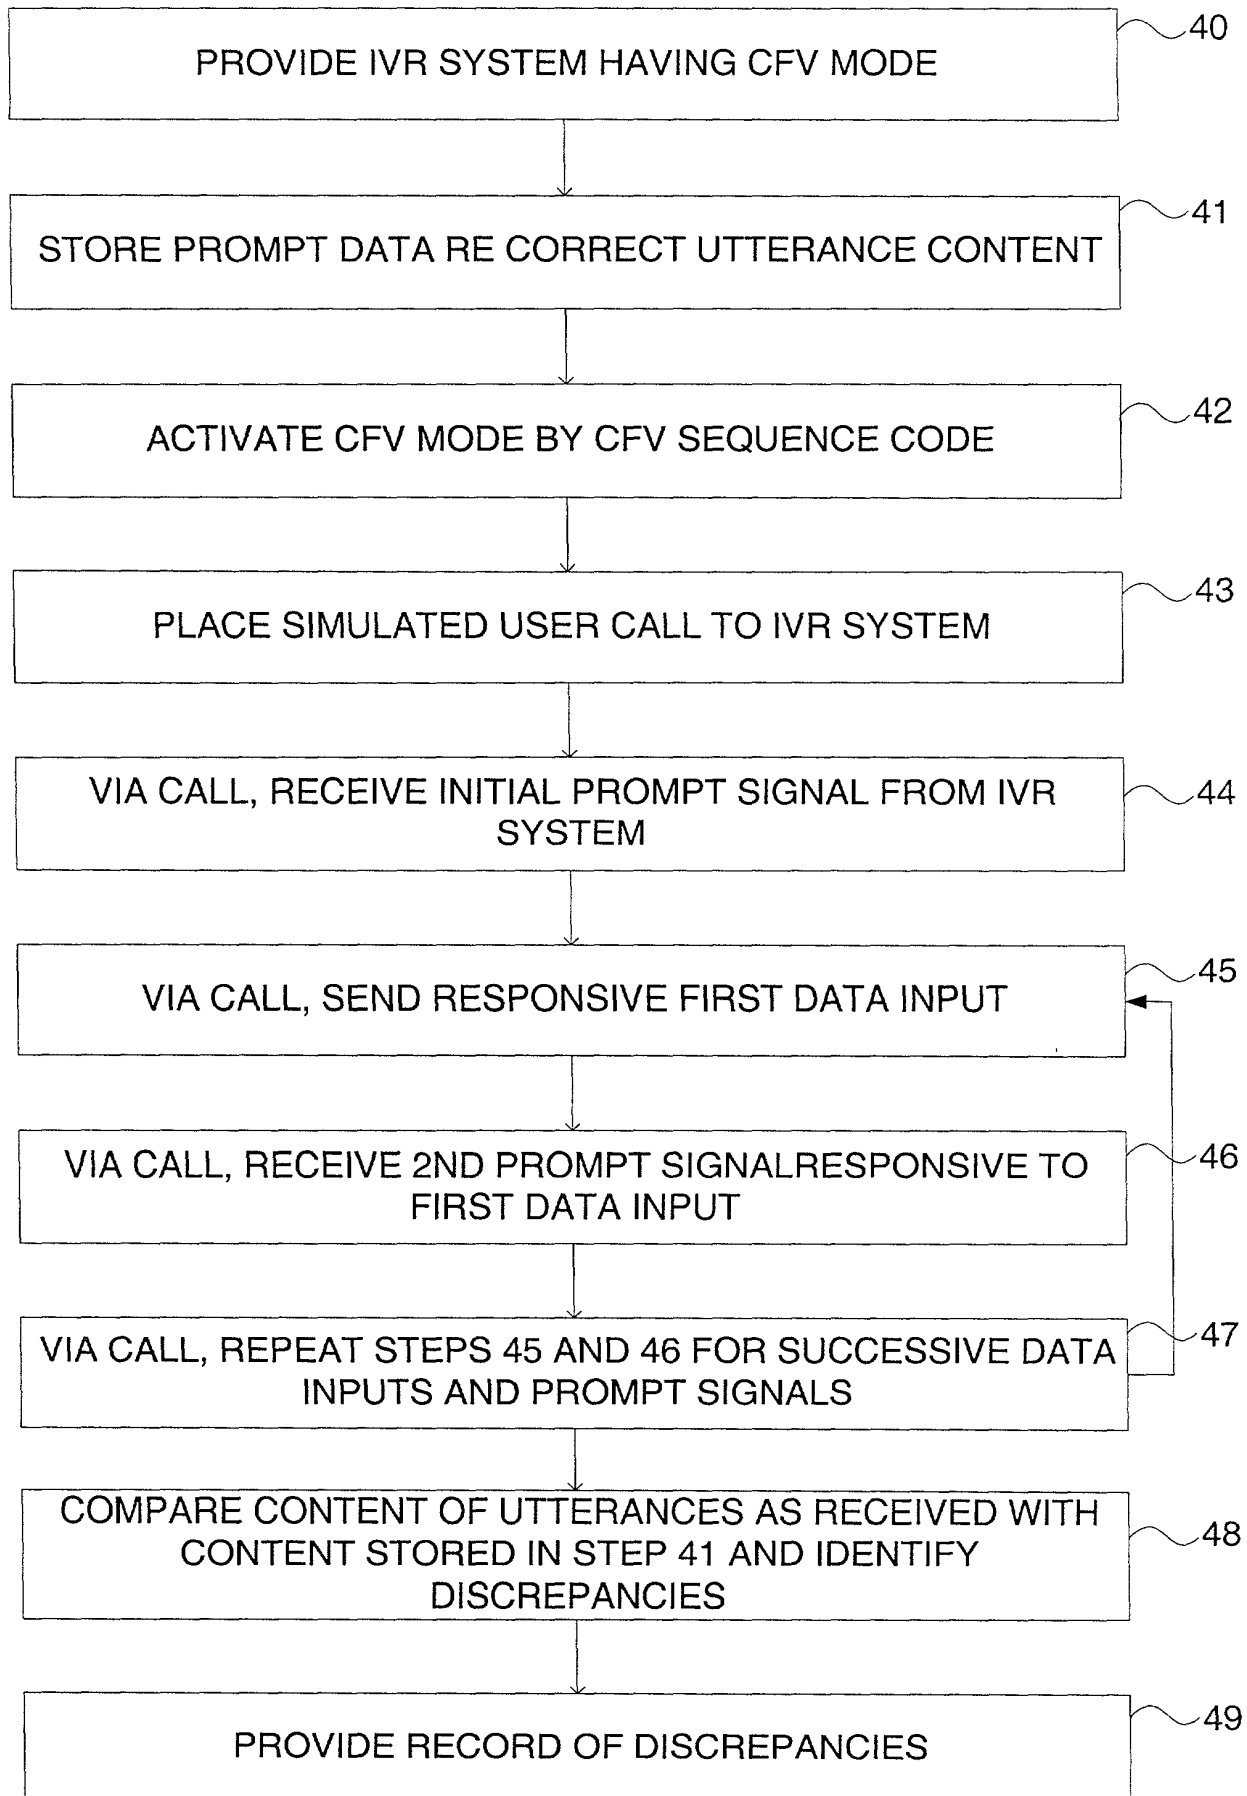 40
PROVIDE IVR SYSTEM HAVING CFV MODE
41
STORE PROMPT DATA RE CORRECT UTTERANCE CONTENT
42
ACTIVATE CFV MODE BY CFV SEQUENCE CODE
43
PLACE SIMULATED USER CALL TO IVR SYSTEM
44
VIA CALL, RECEIVE INITIAL PROMPT SIGNAL FROM IVR
SYSTEM
45
VIA CALL, SEND RESPONSIVE FIRST DATA INPUT
46
VIA CALL, RECEIVE 2ND PROMPT SIGNALRESPONSIVE TO
FIRST DATA INPUT
47
VIA CALL, REPEAT STEPS 45 AND 46 FOR SUCCESSIVE DATA
INPUTS AND PROMPT SIGNALS
48
COMPARE CONTENT OF UTTERANCES AS RECEIVED WITH
CONTENT STORED IN STEP 41 AND IDENTIFY
DISCREPANCIES
49
PROVIDE RECORD OF DISCREPANCIES